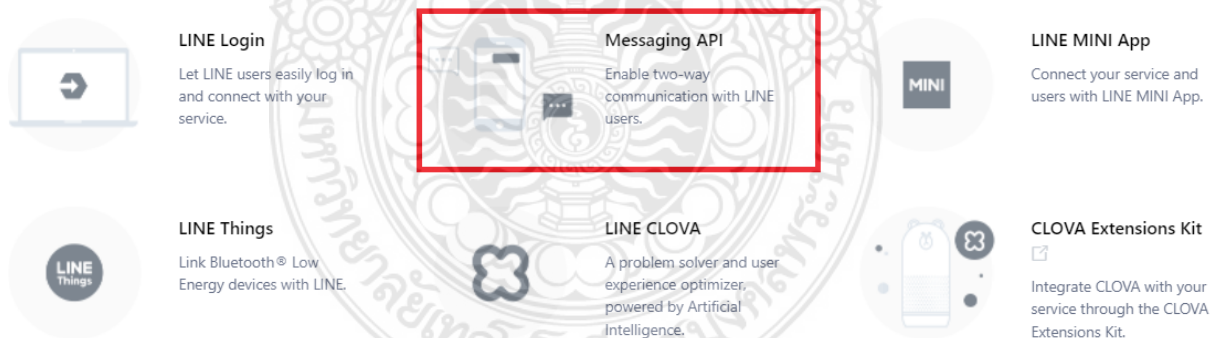 LINE Login
Let LINE users easily log in
and connect with your
service.
Messaging API
Enable two-way
communication with LINE
users.
MINI
LINE MINI App
Connect your service and
users with LINE MINI App.
LINE
Things
LINE Things
Link Bluetooth® Low
Energy devices with LINE.
LINE CLOVA
A problem solver and user
experience optimizer,
powered by Artificial
Intelligence.
CLOVA Extensions Kit
Integrate CLOVA with your
service through the CLOVA
Extensions Kit.